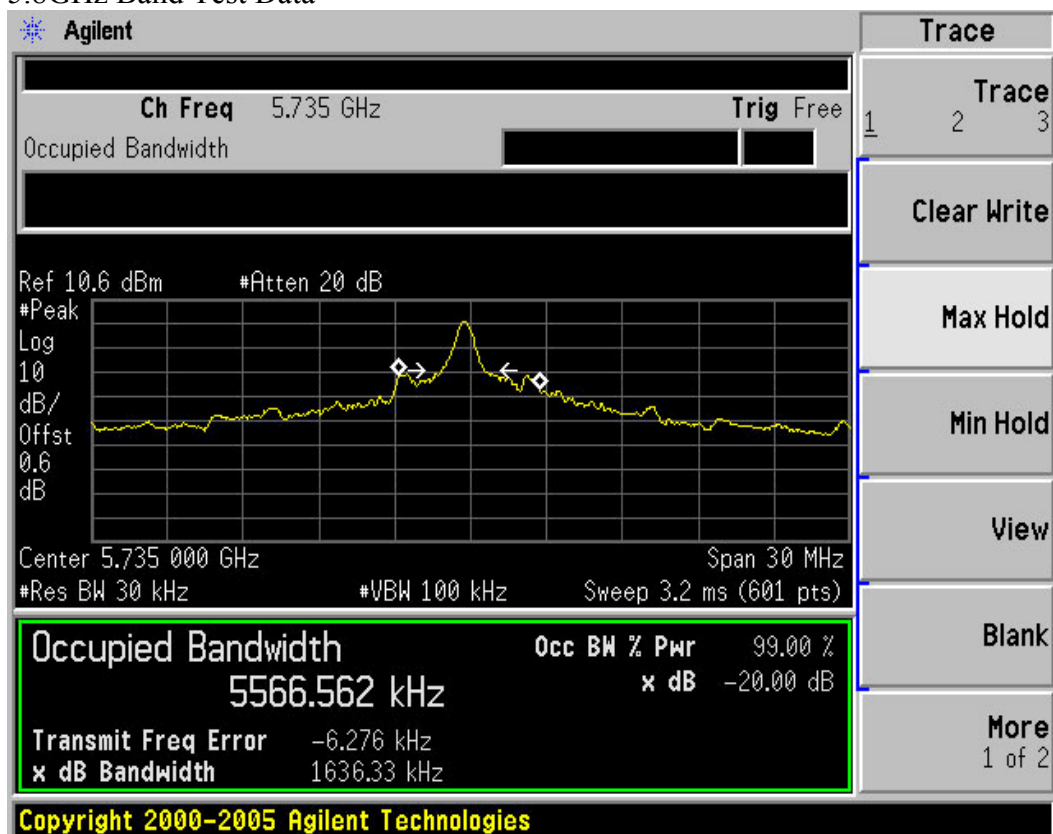 5.8GHz Band Test Data
Agilent
Trace
Ch Freq 5.735 GHz
Trig Free
Occupied Bandwidth
Trace
1 2 3
Clear Write
Max Hold
Min Hold
View
Blank
More
1 of 2
Ref 10.6 dBm #Atten 20 dB
#Peak
Log
10
dB/
Offst
0.6
dB
Center 5.735 000 GHz Span 30 MHz
#Res BW 30 kHz #VBW 100 kHz Sweep 3.2 ms (601 pts)
Occupied Bandwidth
5566.562 kHz
Occ BW % Pwr 99.00 %
x dB -20.00 dB
Transmit Freq Error -6.276 kHz
x dB Bandwidth 1636.33 kHz
Copyright 2000-2005 Agilent Technologies